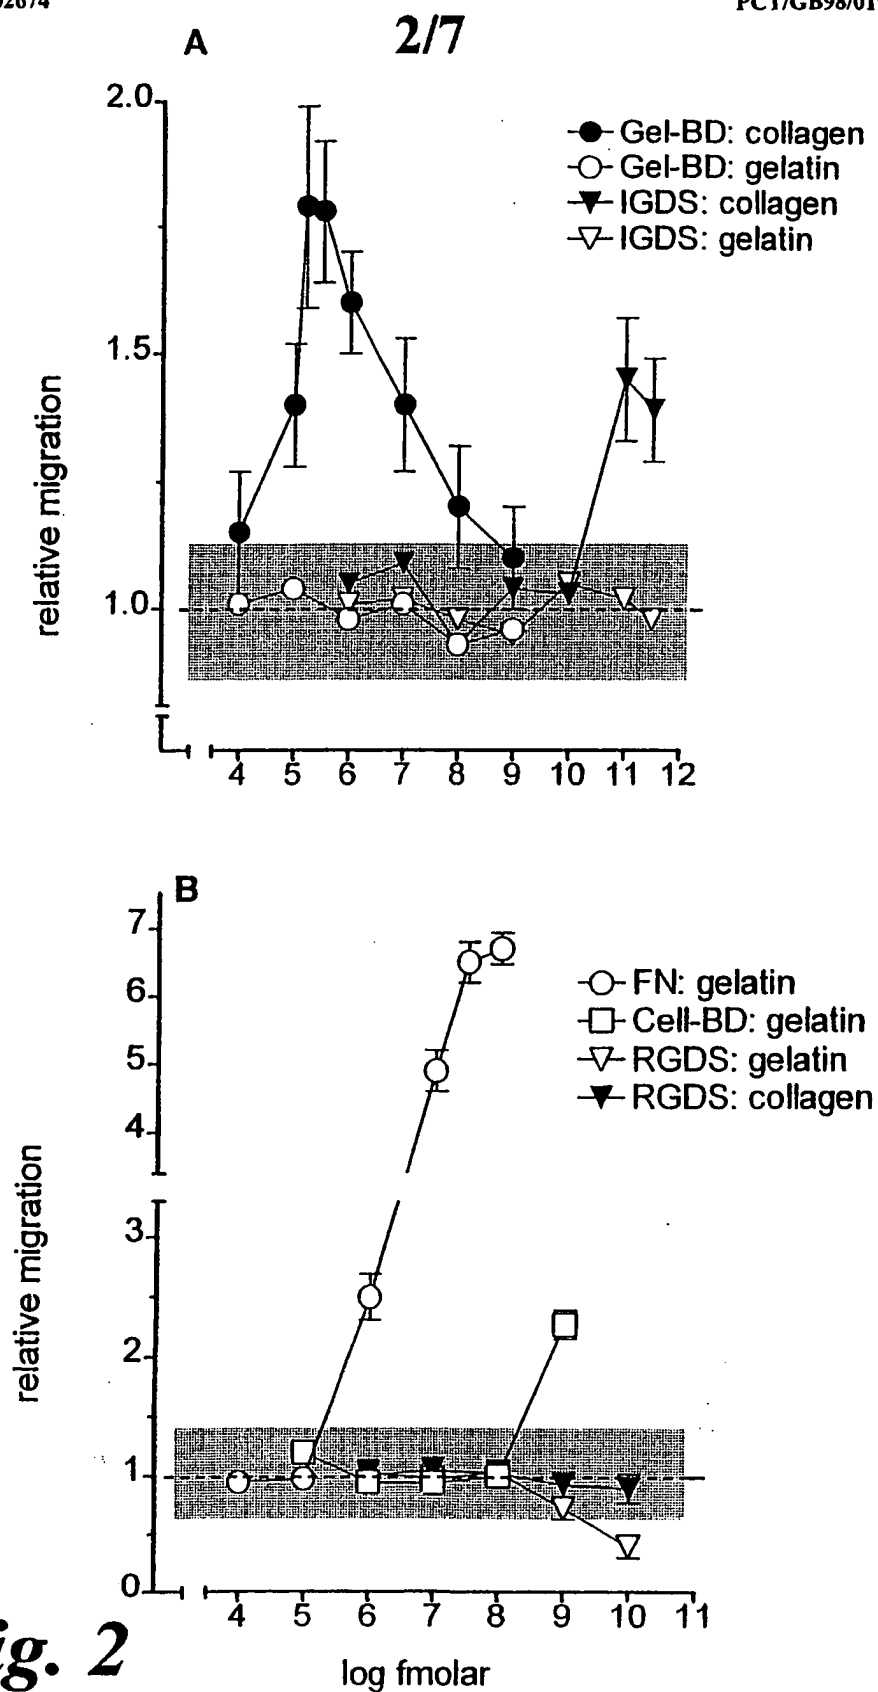 PCT/GB98/01
2/7
A
2.0
1.5
1.0
relative migration
Gel-BD: collagen
Gel-BD: gelatin
IGDS: collagen
IGDS: gelatin
4 5 6 7 8 9 10 11 12
B
7
6
5
4
3
2
1
0
relative migration
FN: gelatin
Cell-BD: gelatin
RGDS: gelatin
RGDS: collagen
4 5 6 7 8 9 10 11
log fmolar
ig. 2